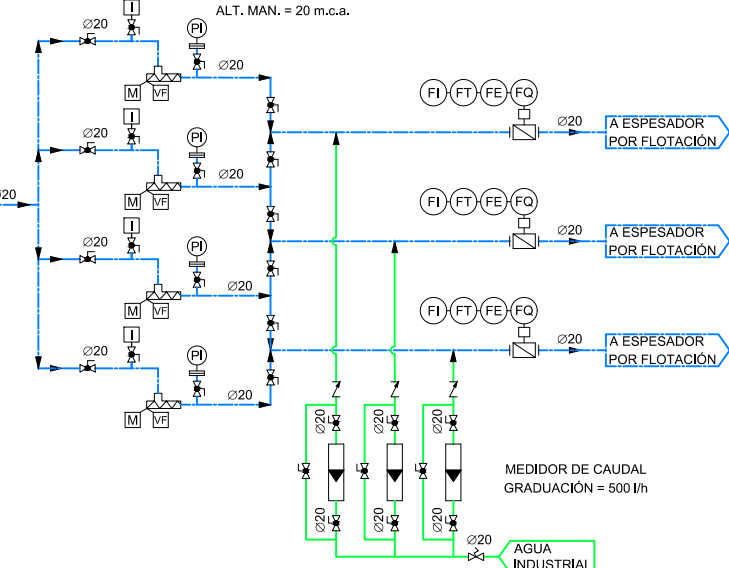 ALT. MAN. = 20 m.c.a.
Ø20
I
PI
Ø20
M
VF
FI
FT
FE
FQ
Ø20
A ESPESADOR
POR FLOTACIÓN
Ø20
I
PI
M
VF
Ø20
Ø20
FI
FT
FE
FQ
Ø20
A ESPESADOR
POR FLOTACIÓN
Ø20
I
PI
M
VF
Ø20
FI
FT
FE
FQ
Ø20
A ESPESADOR
POR FLOTACIÓN
Ø20
I
PI
M
VF
Ø20
Ø20
Ø20
Ø20
MEDIDOR DE CAUDAL
GRADUACIÓN = 500 l/h
Ø20
Ø20
Ø20
Ø20
AGUA
INDUSTRIAL